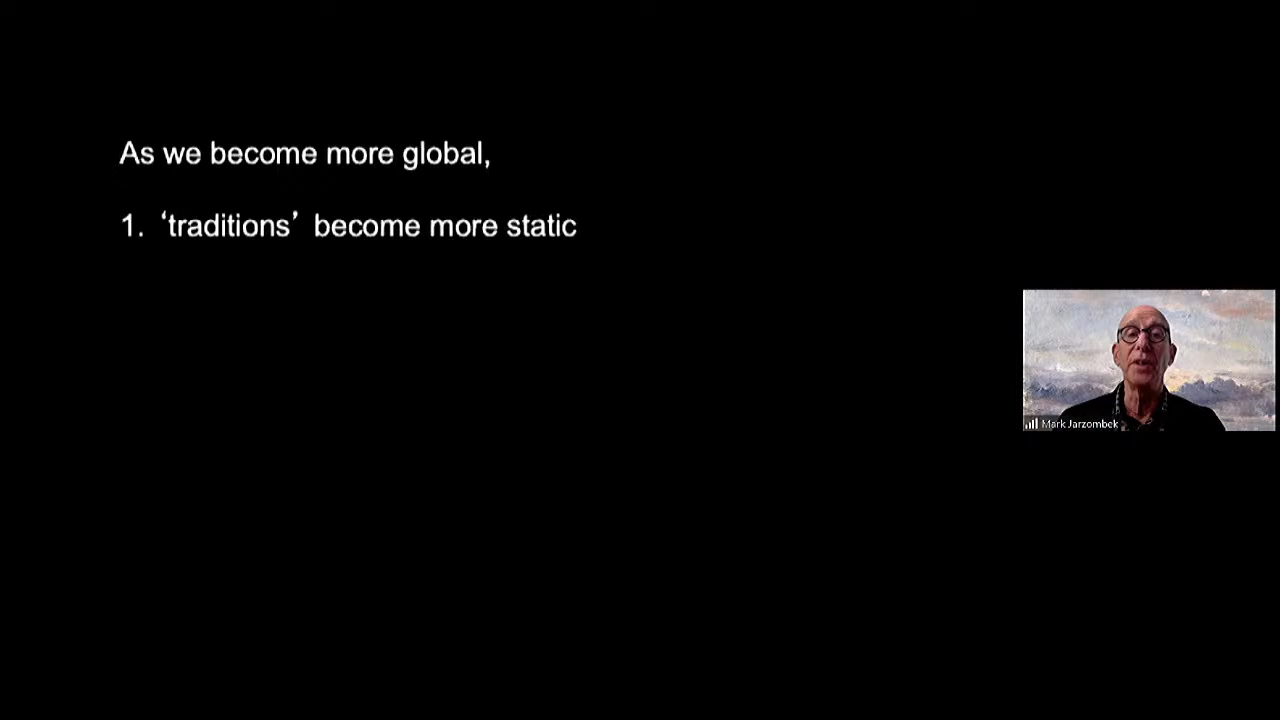 As we become more global,
1. ‘traditions’ become more static
Mark Jarzombek